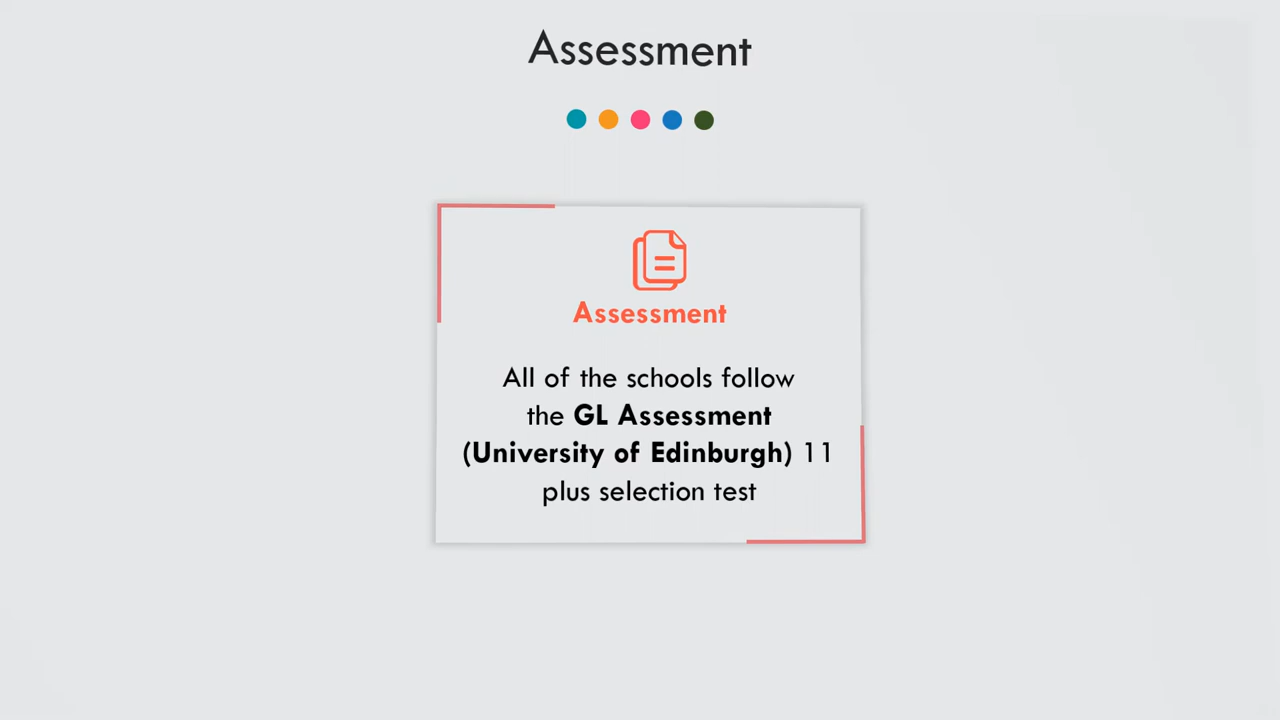 Assessment
Assessment
All of the schools follow
the GL Assessment
(University of Edinburgh) 11
plus selection test